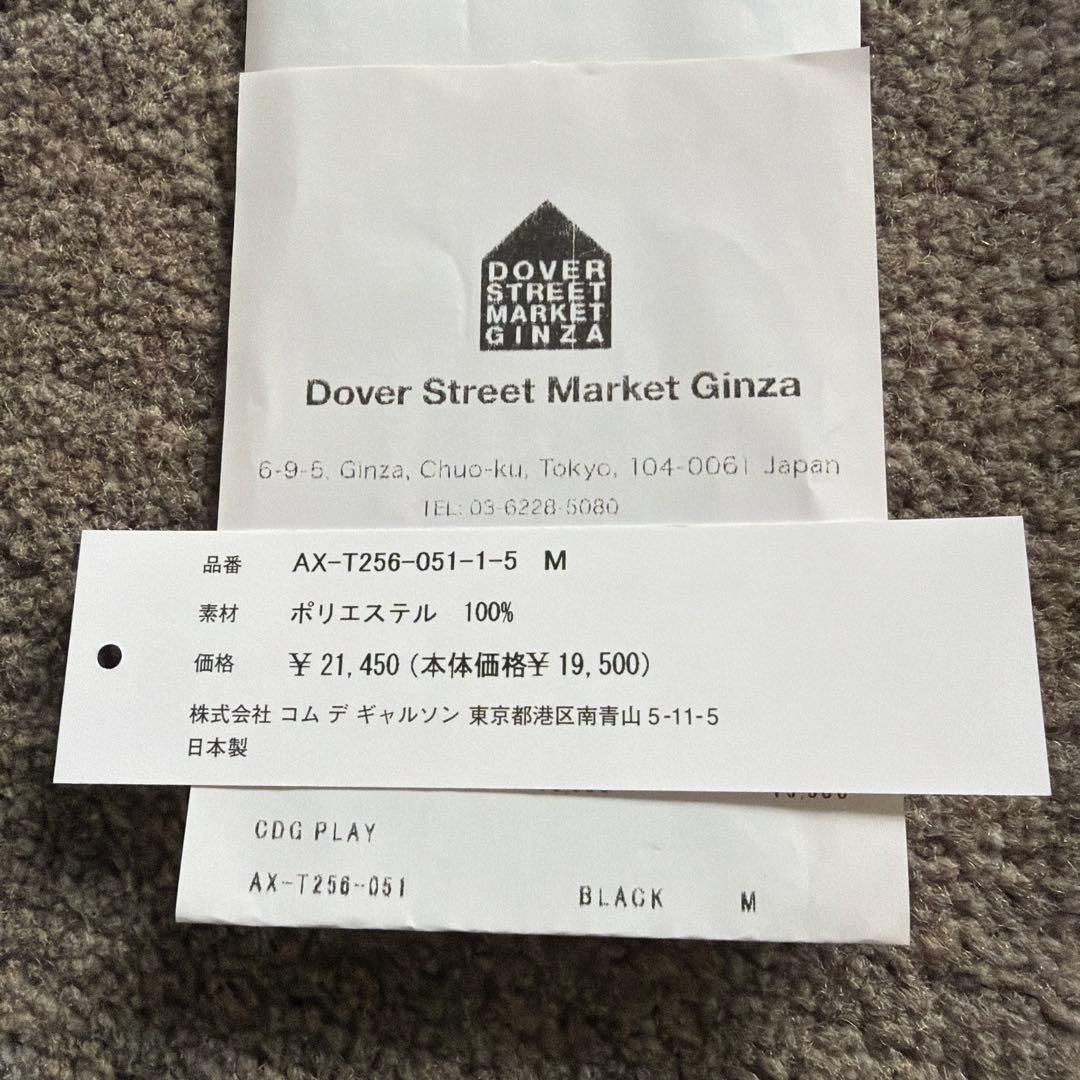 DOVER
STREET
MARKET
GINZA
Dover Street Market Ginza
6-9-5, Ginza, Chuo-ku, Tokyo, 104-0061 Japan
TEL: 03-6228-5080
品番 AX-T256-051-1-5 M
素材 ポリエステル 100%
価格 ¥ 21,450 (本体価格¥ 19,500)
株式会社 コム デ ギャルソン 東京都港区南青山 5-11-5
日本製
CDG PLAY
AX-T256-051 BLACK M